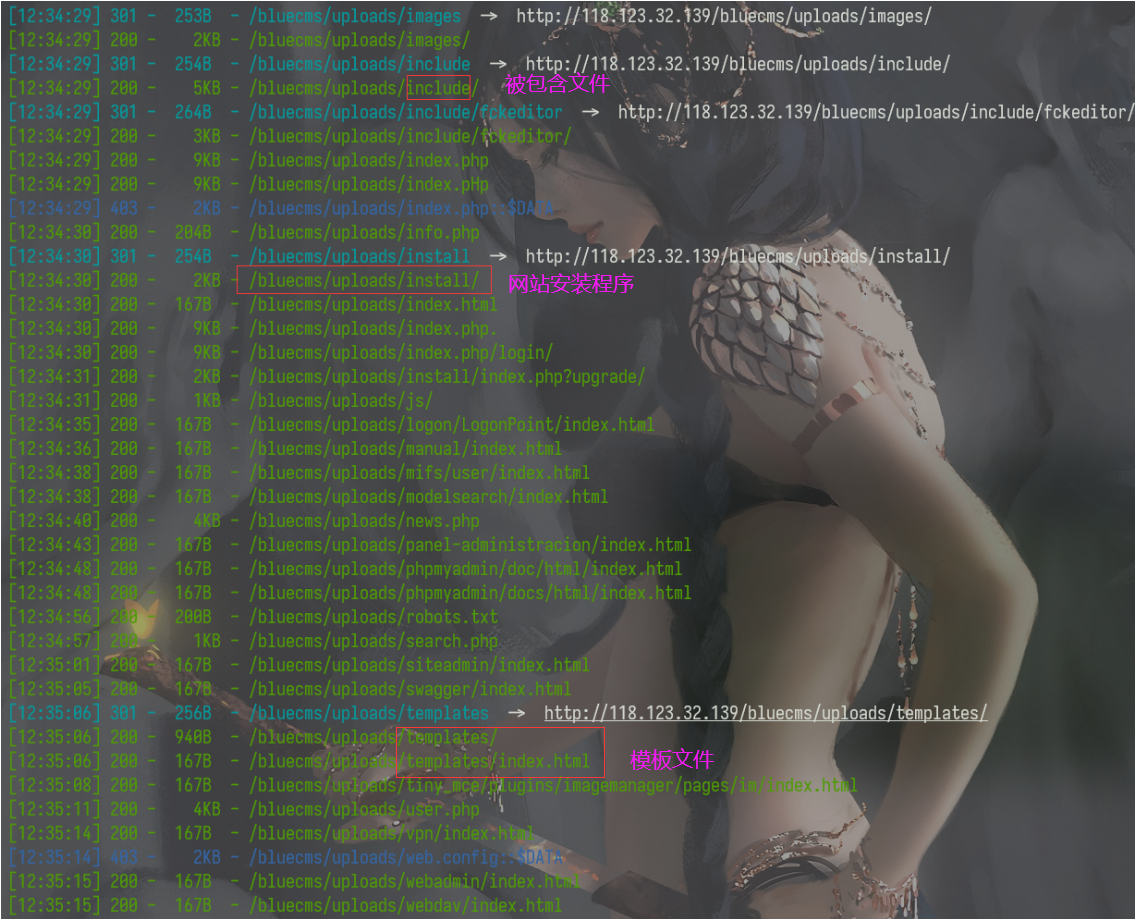 [12:34:29] 301 -  253B  - /bluecms/uploads/images  →  http://118.123.32.139/bluecms/uploads/images/
[12:34:29] 200 -    2KB - /bluecms/uploads/images/
[12:34:29] 301 -  254B  - /bluecms/uploads/include  →  http://118.123.32.139/bluecms/uploads/include/
[12:34:29] 200 -    5KB - /bluecms/uploads/include/  被包含文件
[12:34:29] 301 -  264B  - /bluecms/uploads/include/fckeditor  →  http://118.123.32.139/bluecms/uploads/include/fckeditor/
[12:34:29] 200 -    3KB - /bluecms/uploads/include/fckeditor/
[12:34:29] 200 -    9KB - /bluecms/uploads/index.php
[12:34:29] 200 -    9KB - /bluecms/uploads/index.pHp
[12:34:29] 403 -    2KB - /bluecms/uploads/index.php::$DATA
[12:34:30] 200 -  204B  - /bluecms/uploads/info.php
[12:34:30] 301 -  254B  - /bluecms/uploads/install  →  http://118.123.32.139/bluecms/uploads/install/
[12:34:30] 200 -    2KB - /bluecms/uploads/install/  网站安装程序
[12:34:30] 200 -  167B  - /bluecms/uploads/index.html
[12:34:30] 200 -    9KB - /bluecms/uploads/index.php.
[12:34:30] 200 -    9KB - /bluecms/uploads/index.php/login/
[12:34:31] 200 -    2KB - /bluecms/uploads/install/index.php?upgrade/
[12:34:31] 200 -    1KB - /bluecms/uploads/js/
[12:34:35] 200 -  167B  - /bluecms/uploads/logon/LogonPoint/index.html
[12:34:36] 200 -  167B  - /bluecms/uploads/manual/index.html
[12:34:38] 200 -  167B  - /bluecms/uploads/mifs/user/index.html
[12:34:38] 200 -  167B  - /bluecms/uploads/modelsearch/index.html
[12:34:40] 200 -    4KB - /bluecms/uploads/news.php
[12:34:43] 200 -  167B  - /bluecms/uploads/panel-administracion/index.html
[12:34:48] 200 -  167B  - /bluecms/uploads/phpmyadmin/doc/html/index.html
[12:34:48] 200 -  167B  - /bluecms/uploads/phpmyadmin/docs/html/index.html
[12:34:56] 200 -  200B  - /bluecms/uploads/robots.txt
[12:34:57] 200 -    1KB - /bluecms/uploads/search.php
[12:35:01] 200 -  167B  - /bluecms/uploads/siteadmin/index.html
[12:35:05] 200 -  167B  - /bluecms/uploads/swagger/index.html
[12:35:06] 301 -  256B  - /bluecms/uploads/templates  →  http://118.123.32.139/bluecms/uploads/templates/
[12:35:06] 200 -  940B  - /bluecms/uploads/templates/
[12:35:06] 200 -  167B  - /bluecms/uploads/templates/index.html  模板文件
[12:35:08] 200 -  167B  - /bluecms/uploads/tiny_mce/plugins/imagemanager/pages/im/index.html
[12:35:11] 200 -    4KB - /bluecms/uploads/user.php
[12:35:14] 200 -  167B  - /bluecms/uploads/vpn/index.html
[12:35:14] 403 -    2KB - /bluecms/uploads/web.config::$DATA
[12:35:15] 200 -  167B  - /bluecms/uploads/webadmin/index.html
[12:35:15] 200 -  167B  - /bluecms/uploads/webdav/index.html